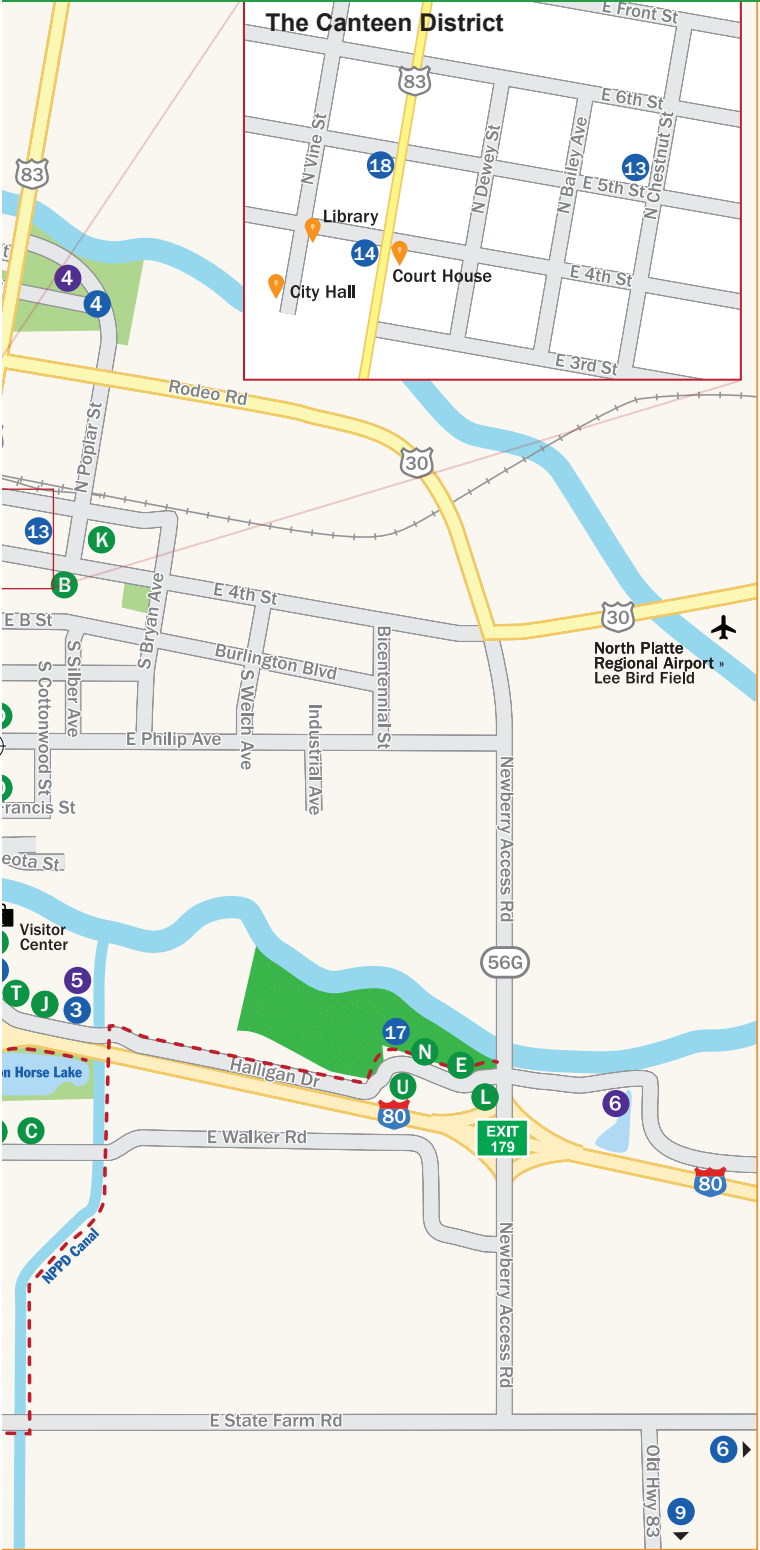 The Canteen District
E Front St
83
E 6th St
N Vine St
N Dewey St
N Bailey Ave
N Chestnut St
18
13
E 5th St
Library
14
Court House
City Hall
E 4th St
E 3rd St
83
4
4
Rodeo Rd
N Poplar St
30
13
K
B
E 4th St
E B St
S Bryan Ave
S Silber Ave
S Cottonwood St
Burlington Blvd
S Welch Ave
Bicentennial St
Industrial Ave
30
North Platte
Regional Airport »
Lee Bird Field
E Philip Ave
rancis St
eota St
Newberry Access Rd
Visitor
Center
5
T
J
3
56G
17
N
E
Halligan Dr
U
L
80
n Horse Lake
C
E Walker Rd
EXIT
179
6
80
NPPD Canal
Newberry Access Rd
E State Farm Rd
Old Hwy 83
6
9